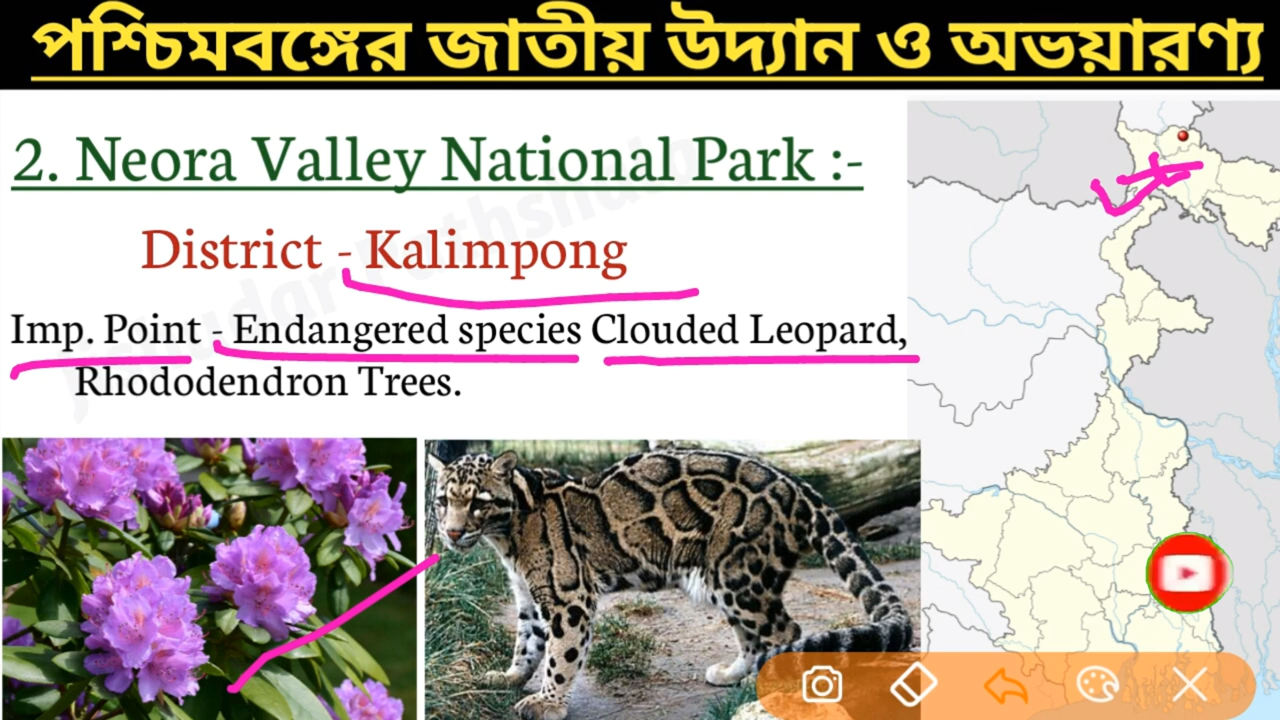 পশ্চিমবঙ্গের জাতীয় উদ্যান ও অভয়ারণ্য
2. Neora Valley National Park :-
District - Kalimpong
Imp. Point - Endangered species Clouded Leopard,
Rhododendron Trees.